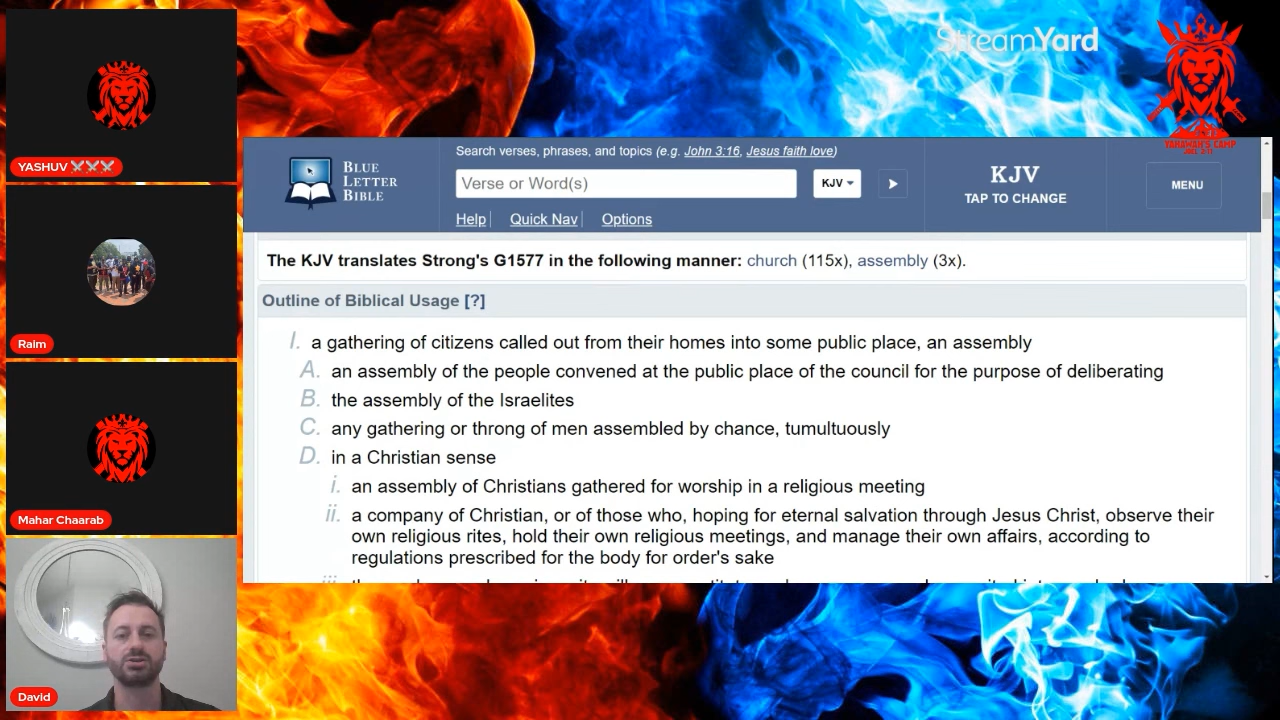 StreamYard
YAHAWAH'S CAMP
YASHUV ⚔⚔⚔
Raim
Mahar Chaarab
David
BLUE
LETTER
BIBLE
Search verses, phrases, and topics (e.g. John 3:16, Jesus faith love)
Verse or Word(s)
KJV
Help
Quick Nav
Options
KJV
TAP TO CHANGE
MENU
The KJV translates Strong's G1577 in the following manner: church (115x), assembly (3x).
Outline of Biblical Usage [?]
I. a gathering of citizens called out from their homes into some public place, an assembly
A. an assembly of the people convened at the public place of the council for the purpose of deliberating
B. the assembly of the Israelites
C. any gathering or throng of men assembled by chance, tumultuously
D. in a Christian sense
i. an assembly of Christians gathered for worship in a religious meeting
ii. a company of Christian, or of those who, hoping for eternal salvation through Jesus Christ, observe their
own religious rites, hold their own religious meetings, and manage their own affairs, according to
regulations prescribed for the body for order's sake